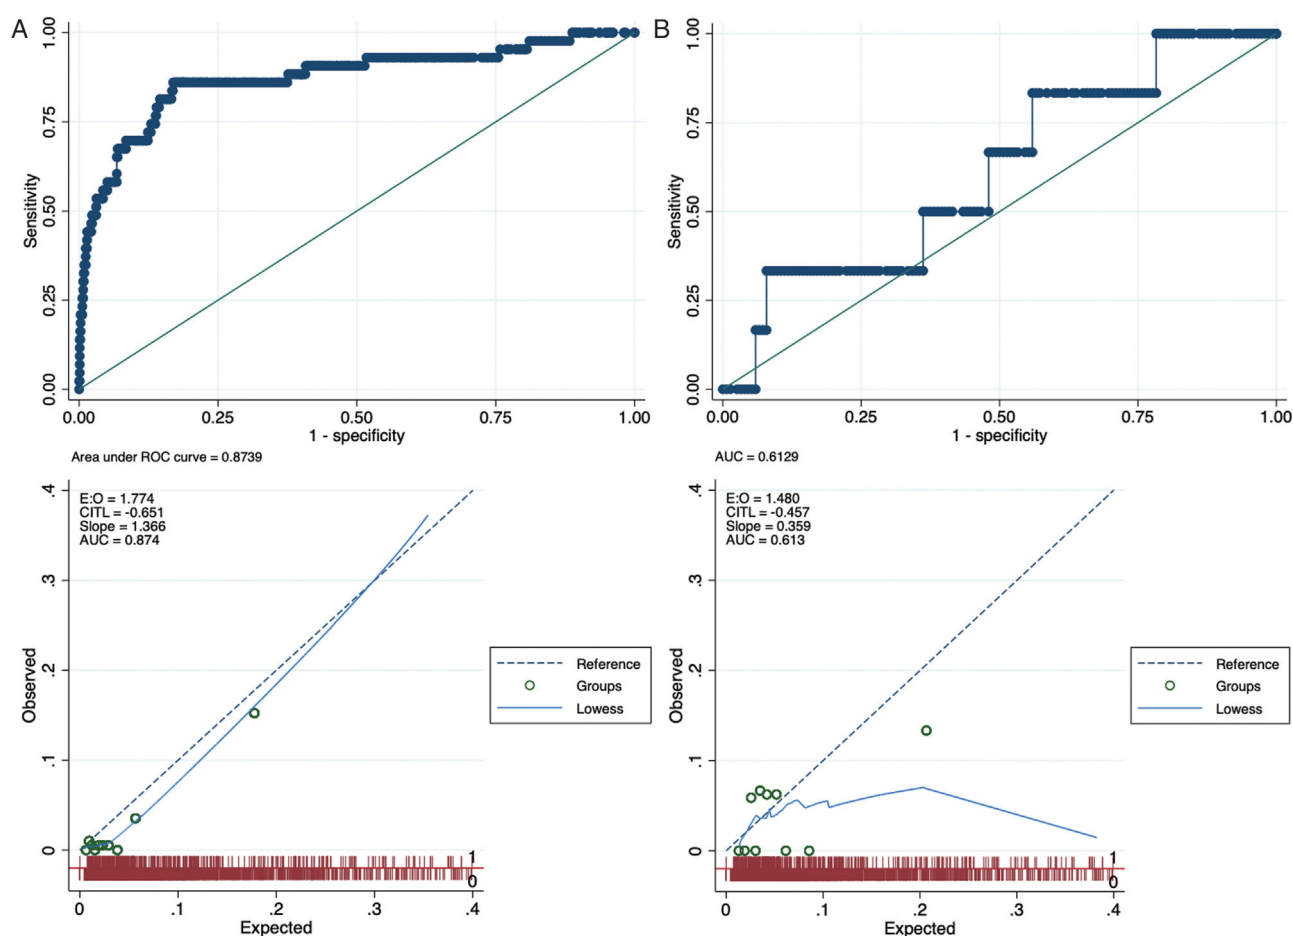 A
1.00
0.75
0.50
0.25
0.00
Sensitivity
0.00 0.25 0.50 0.75 1.00
1 - specificity
Area under ROC curve = 0.8739
B
1.00
0.75
0.50
0.25
0.00
Sensitivity
0.00 0.25 0.50 0.75 1.00
1 - specificity
AUC = 0.6129
E:O = 1.774
CITL = -0.651
Slope = 1.366
AUC = 0.874
.4
.3
.2
.1
0
Observed
1
0
0 .1 .2 .3 .4
Expected
Reference
Groups
Lowess
E:O = 1.480
CITL = -0.457
Slope = 0.359
AUC = 0.613
.4
.3
.2
.1
0
Observed
1
0
0 .1 .2 .3 .4
Expected
Reference
Groups
Lowess